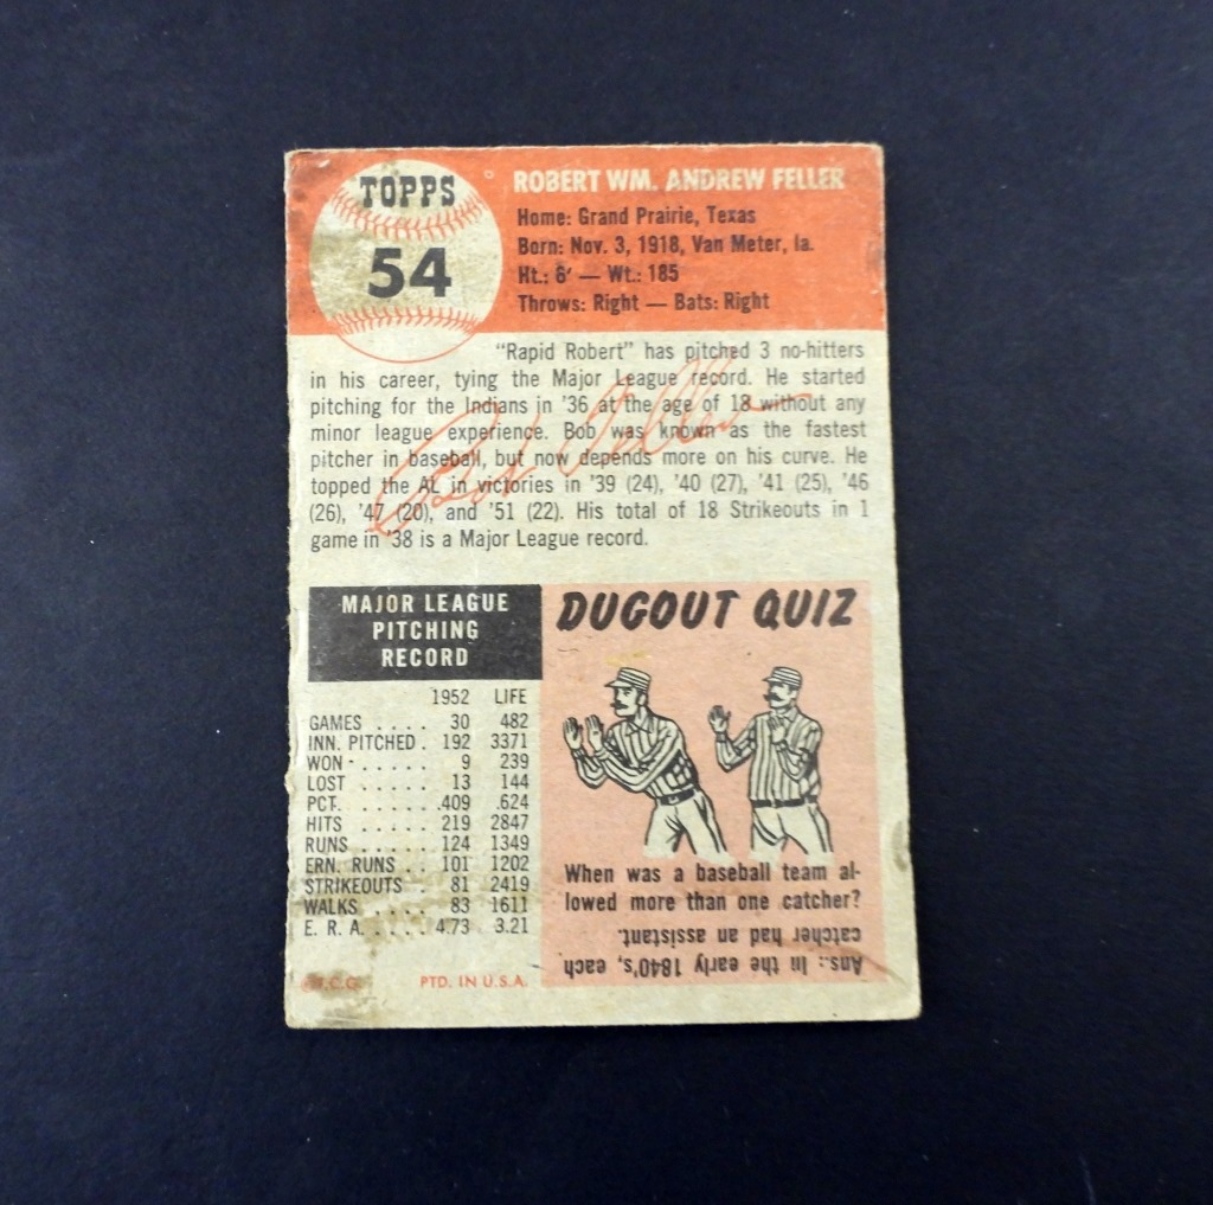 TOPPS
54
ROBERT WM. ANDREW FELLER
Home: Grand Prairie, Texas
Born: Nov. 3, 1918, Van Meter, Ia.
Ht.: 6' — Wt.: 185
Throws: Right — Bats: Right
"Rapid Robert" has pitched 3 no-hitters
in his career, tying the Major League record. He started
pitching for the Indians in '36 at the age of 18 without any
minor league experience. Bob was known as the fastest
pitcher in baseball, but now depends more on his curve. He
topped the AL in victories in '39 (24), '40 (27), '41 (25), '46
(26), '47 (20), and '51 (22). His total of 18 Strikeouts in 1
game in '38 is a Major League record.
Bob Feller
MAJOR LEAGUE
PITCHING
RECORD
1952 LIFE
GAMES .... 30 482
INN. PITCHED . 192 3371
WON ..... 9 239
LOST ..... 13 144
PCT. ...... .409 .624
HITS ..... 219 2847
RUNS ..... 124 1349
ERN. RUNS .. 101 1202
STRIKEOUTS . 81 2419
WALKS .... 83 1611
E. R. A. .... 4.73 3.21
PTD. IN U.S.A.
DUGOUT QUIZ
When was a baseball team al-
lowed more than one catcher?
Ans.: In the early 1840's, each
catcher had an assistant.